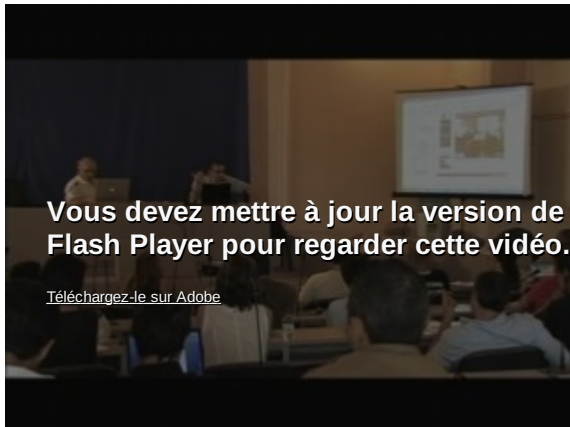 Vous devez mettre à jour la version de
Flash Player pour regarder cette vidéo.
Téléchargez-le sur Adobe